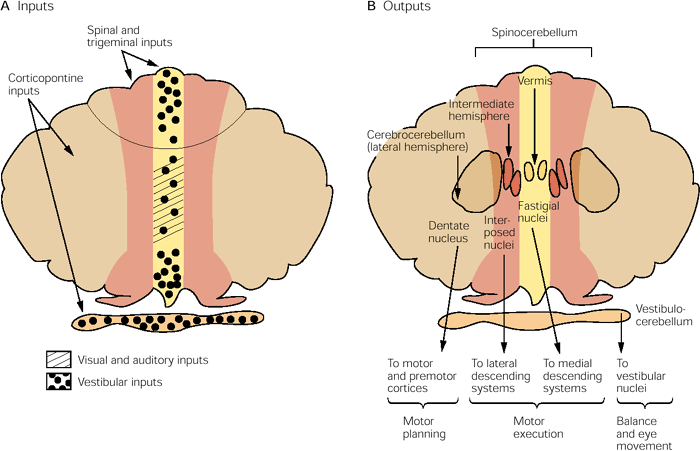 A Inputs
Spinal and
trigeminal inputs
Corticopontine
inputs
Visual and auditory inputs
Vestibular inputs
B Outputs
Spinocerebellum
Vermis
Intermediate
hemisphere
Cerebrocerebellum
(lateral hemisphere)
Dentate
nucleus
Inter-
posed nuclei
Fastigial
nuclei
Vestibulo-
cerebellum
To motor
and premotor
cortices
To lateral
descending
systems
To medial
descending
systems
To
vestibular
nuclei
Motor
planning
Motor
execution
Balance
and eye
movement